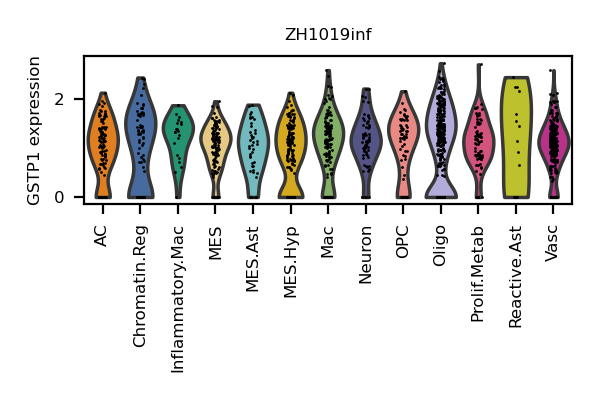 ZH1019inf
GSTP1 expression
2
0
AC
Chromatin.Reg
Inflammatory.Mac
MES
MES.Ast
MES.Hyp
Mac
Neuron
OPC
Oligo
Prolif.Metab
Reactive.Ast
Vasc